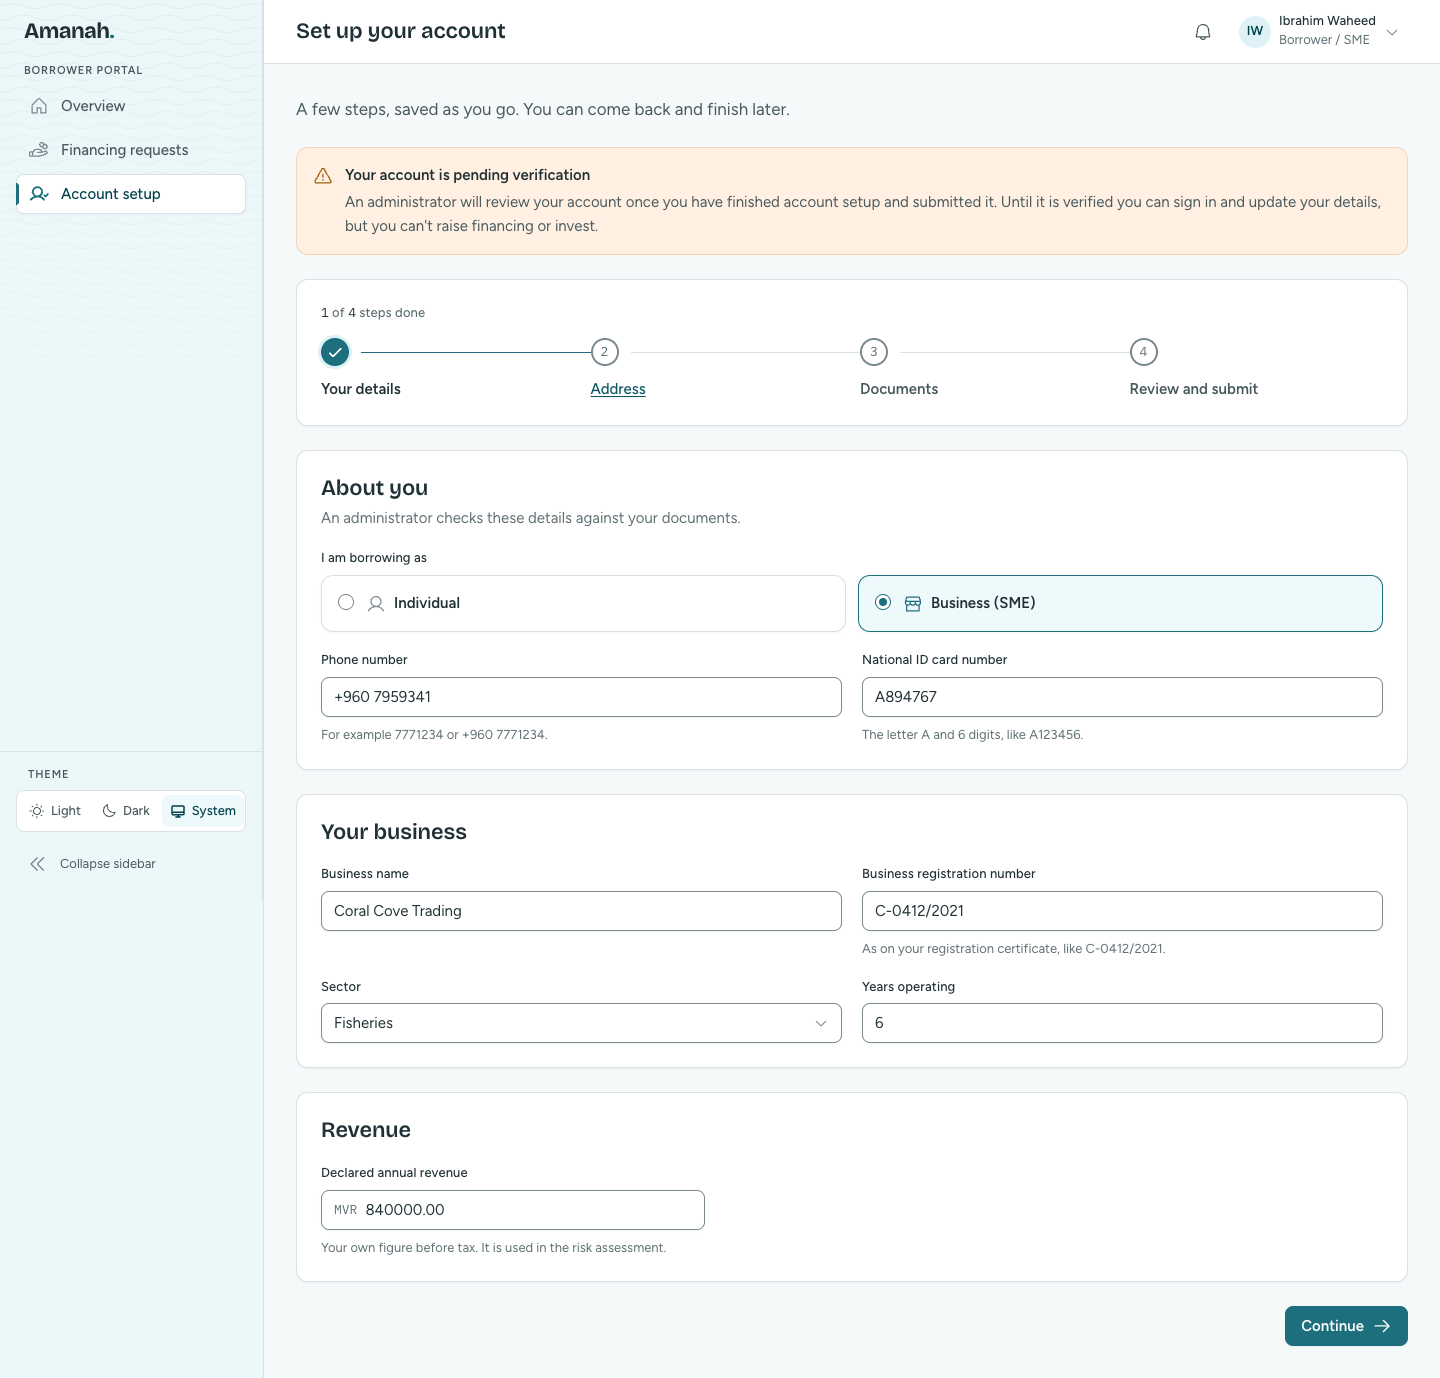 Amanah.
BORROWER PORTAL
Overview
Financing requests
Account setup
THEME
Light
Dark
System
Collapse sidebar
Set up your account
IW
Ibrahim Waheed
Borrower / SME
A few steps, saved as you go. You can come back and finish later.
Your account is pending verification
An administrator will review your account once you have finished account setup and submitted it. Until it is verified you can sign in and update your details,
but you can't raise financing or invest.
1 of 4 steps done
2
3
4
Your details
Address
Documents
Review and submit
About you
An administrator checks these details against your documents.
I am borrowing as
Individual
Business (SME)
Phone number
National ID card number
+960 7959341
A894767
For example 7771234 or +960 7771234.
The letter A and 6 digits, like A123456.
Your business
Business name
Business registration number
Coral Cove Trading
C-0412/2021
As on your registration certificate, like C-0412/2021.
Sector
Years operating
Fisheries
6
Revenue
Declared annual revenue
MVR 840000.00
Your own figure before tax. It is used in the risk assessment.
Continue